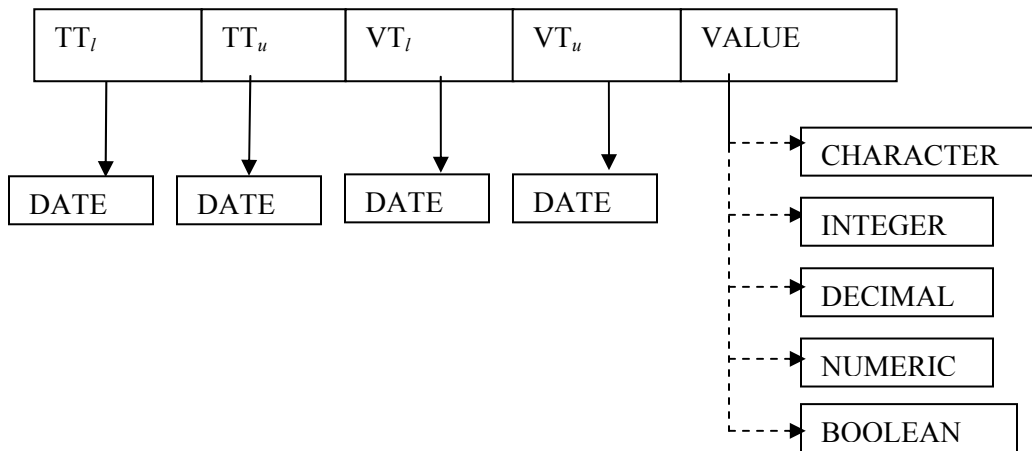 TTl TTu VTl VTu VALUE
CHARACTER
DATE DATE DATE DATE
INTEGER
DECIMAL
NUMERIC
BOOLEAN